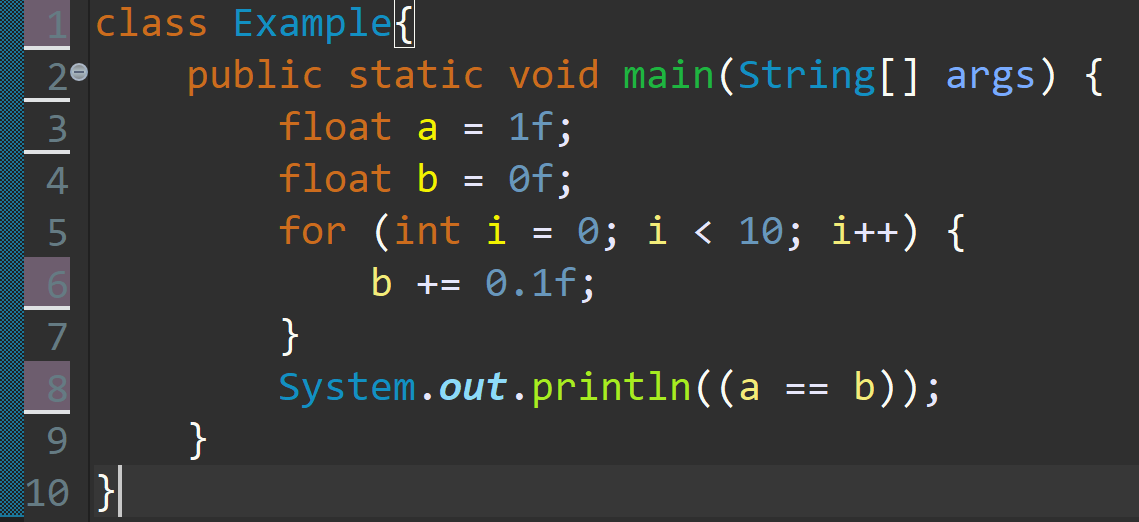 1 class Example{
2     public static void main(String[] args) {
3         float a = 1f;
4         float b = 0f;
5         for (int i = 0; i < 10; i++) {
6             b += 0.1f;
7         }
8         System.out.println((a == b));
9     }
10 }